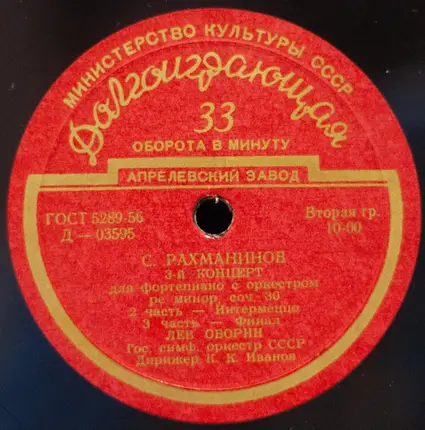 МИНИСТЕРСТВО КУЛЬТУРЫ СССР
Долгоиграющая
33
ОБОРОТА В МИНУТУ
АПРЕЛЕВСКИЙ ЗАВОД
ГОСТ 5289-56
Д — 03595
Вторая гр.
10-00
С. РАХМАНИНОВ
3-й КОНЦЕРТ
для фортепиано с оркестром
ре минор, соч. 30
2 часть — Интермеццо
3 часть — Финал
ЛЕВ ОБОРИН
Гос. симф. оркестр СССР
Дирижер К. К. Иванов